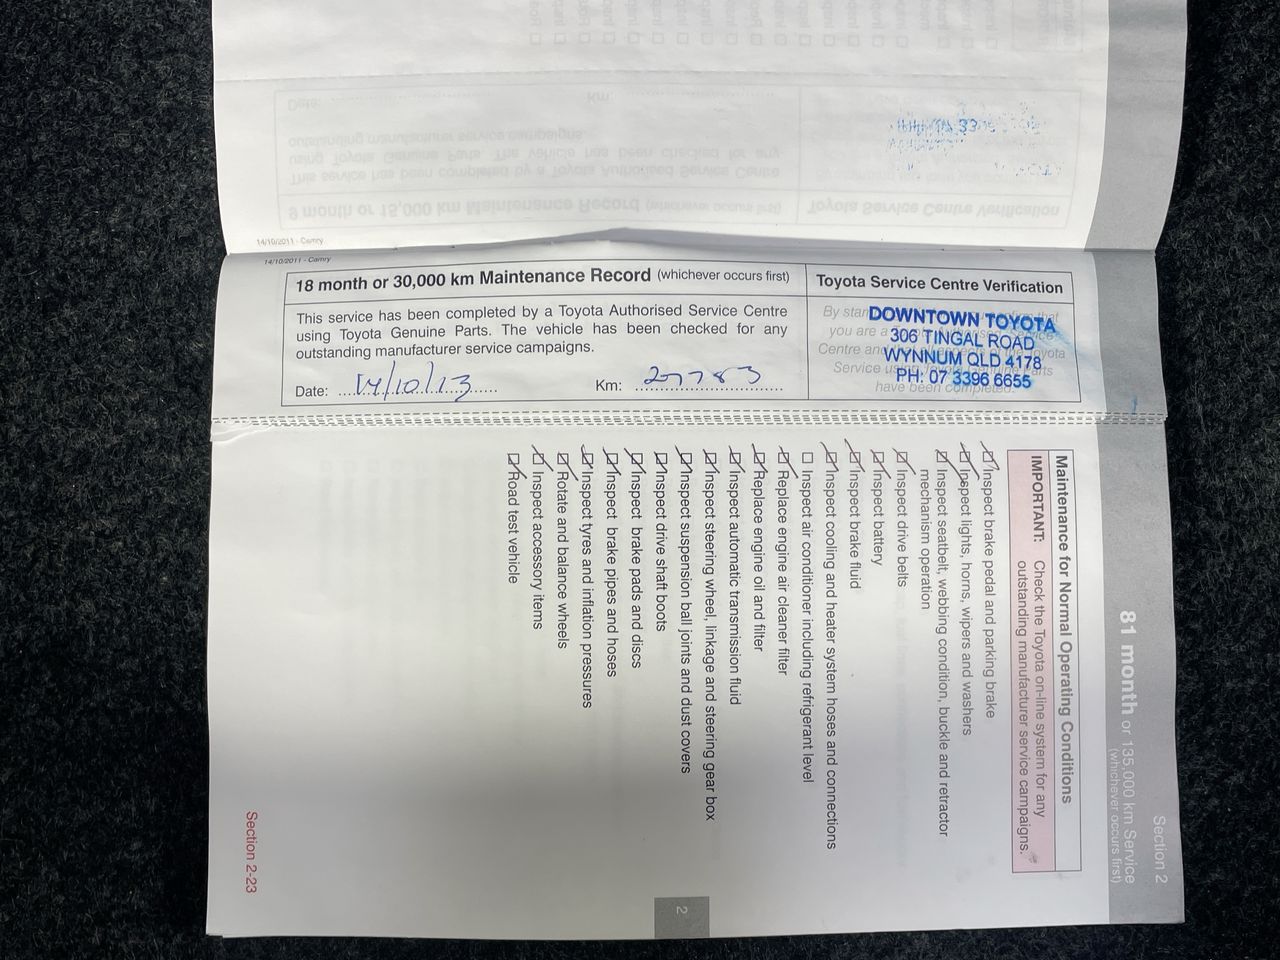 14/10/2011 - Camry
14/10/2011 - Camry
18 month or 30,000 km Maintenance Record (whichever occurs first)
This service has been completed by a Toyota Authorised Service Centre
using Toyota Genuine Parts. The vehicle has been checked for any
outstanding manufacturer service campaigns.
Date: 14/10/13
Km: 27783
Toyota Service Centre Verification
DOWNTOWN TOYOTA
306 TINGAL ROAD
WYNNUM QLD 4178
PH: 07 3396 6655
Section 2
81 month or 135,000 km Service
(whichever occurs first)
Maintenance for Normal Operating Conditions
IMPORTANT: Check the Toyota on-line system for any
outstanding manufacturer service campaigns.
Inspect brake pedal and parking brake
Inspect lights, horns, wipers and washers
Inspect seatbelt, webbing condition, buckle and retractor
mechanism operation
Inspect drive belts
Inspect battery
Inspect brake fluid
Inspect cooling and heater system hoses and connections
Inspect air conditioner including refrigerant level
Replace engine air cleaner filter
Replace engine oil and filter
Inspect automatic transmission fluid
Inspect steering wheel, linkage and steering gear box
Inspect suspension ball joints and dust covers
Inspect drive shaft boots
Inspect brake pads and discs
Inspect brake pipes and hoses
Inspect tyres and inflation pressures
Rotate and balance wheels
Inspect accessory items
Road test vehicle
2
Section 2-23